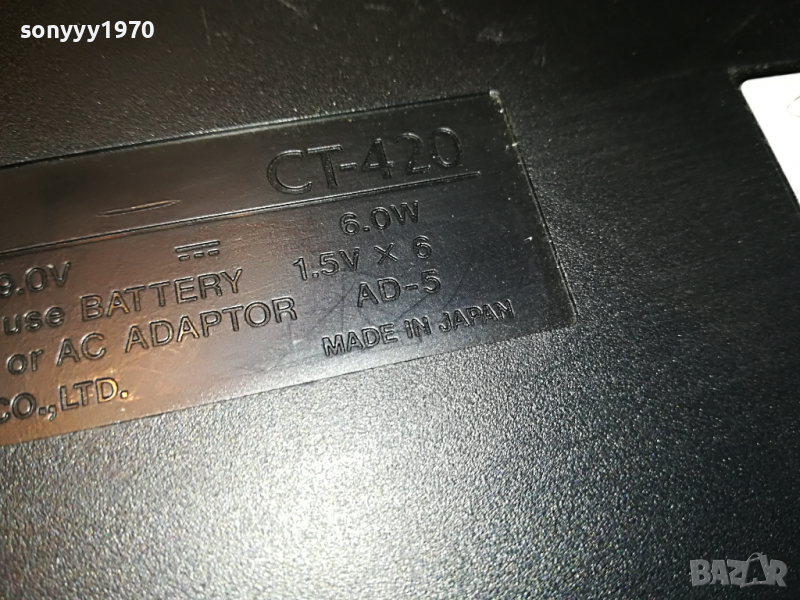 sonyyy1970
CT-420
9.0V 6.0W
use BATTERY 1.5V × 6
or AC ADAPTOR AD-5
CO.,LTD. MADE IN JAPAN
BAZAR